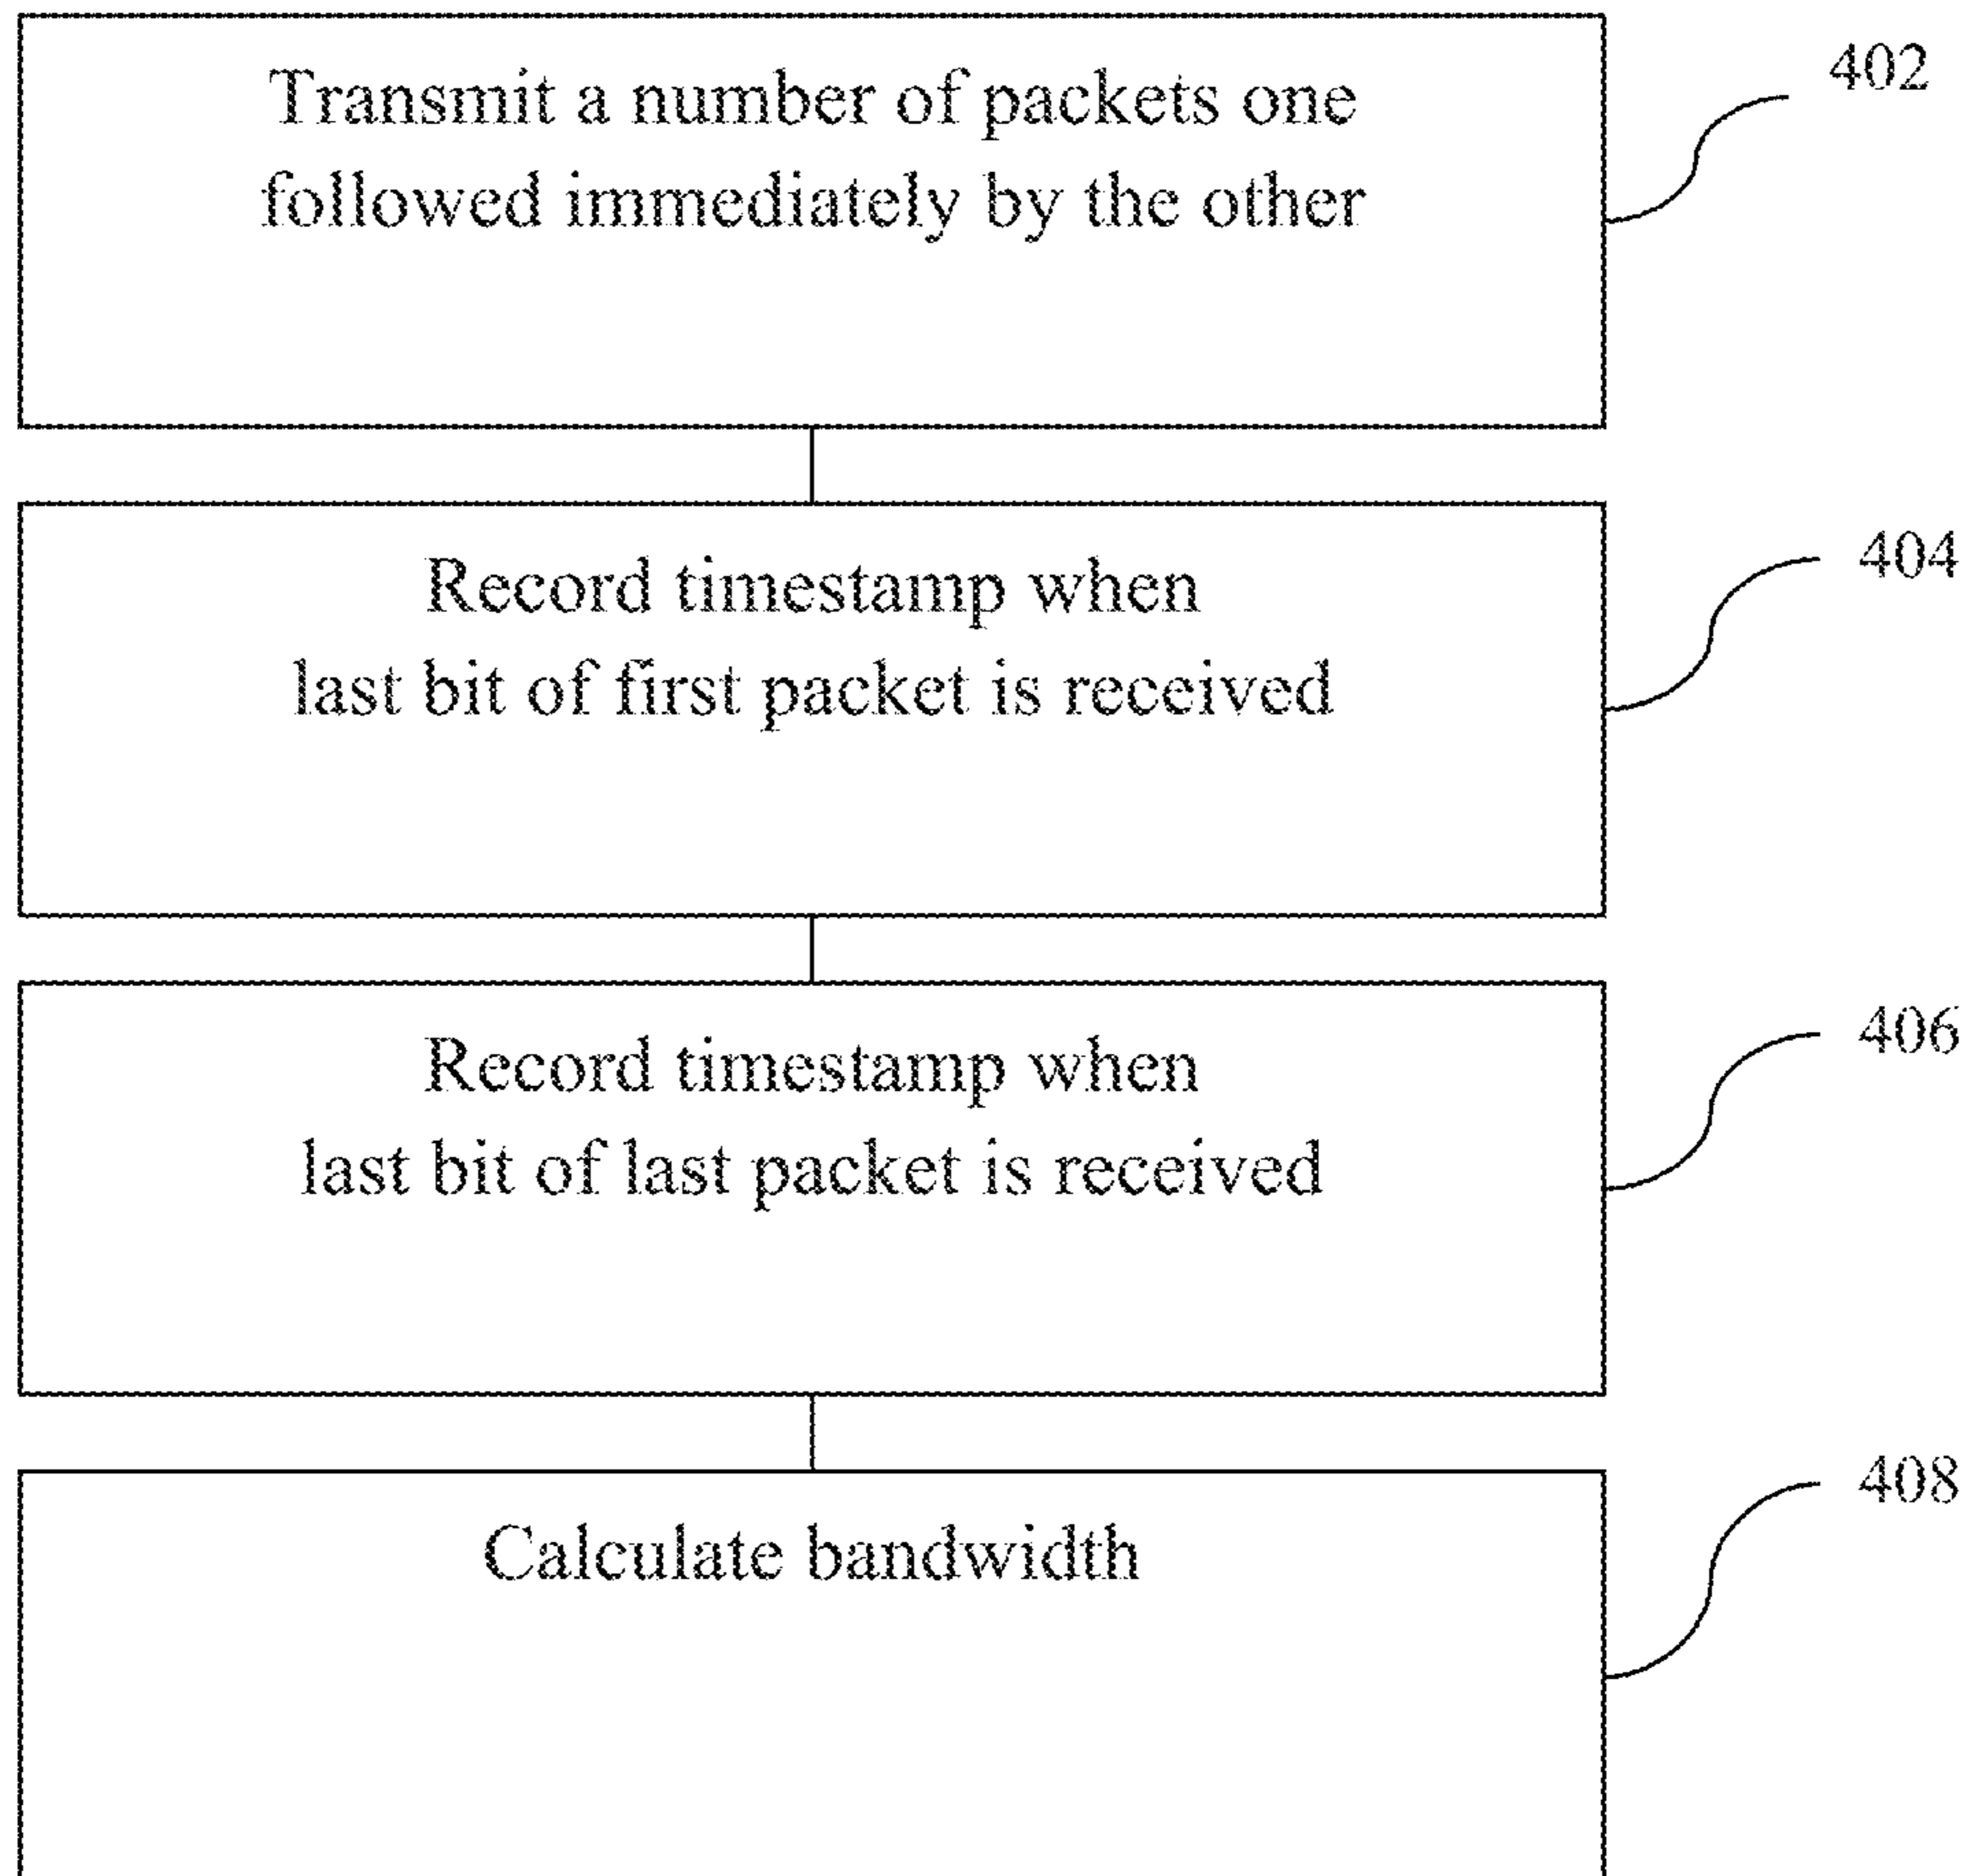 Transmit a number of packets one
followed immediately by the other
402
Record timestamp when
last bit of first packet is received
404
Record timestamp when
last bit of last packet is received
406
Calculate bandwidth
408